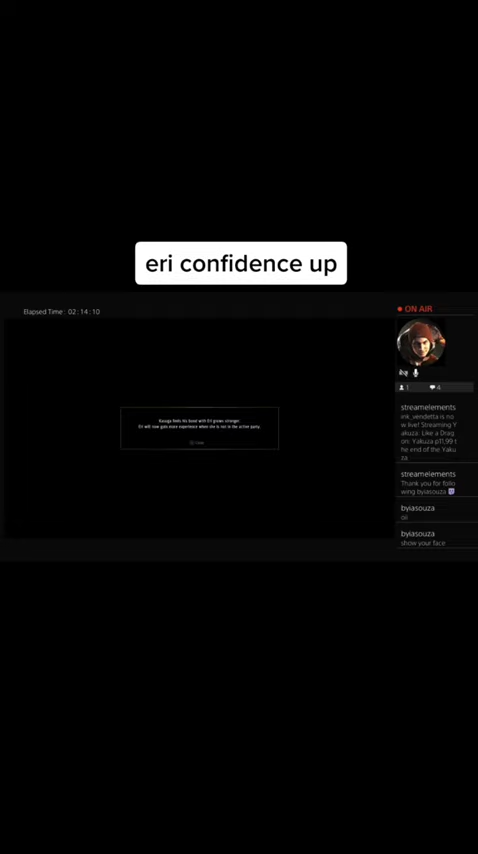 eri confidence up
Elapsed Time : 02 : 14 : 10
ON AIR
1
4
Kasuga feels his bond with Eri grows stronger.
Eri will now gain more experience when she is not in the active party.
streamelements
ink_vendetta is no
w live! Streaming Y
akuza: Like a Drag
on: Yakuza p11,99 t
he end of the Yaku
za
streamelements
Thank you for follo
wing byiasouza
byiasouza
oii
byiasouza
show your face